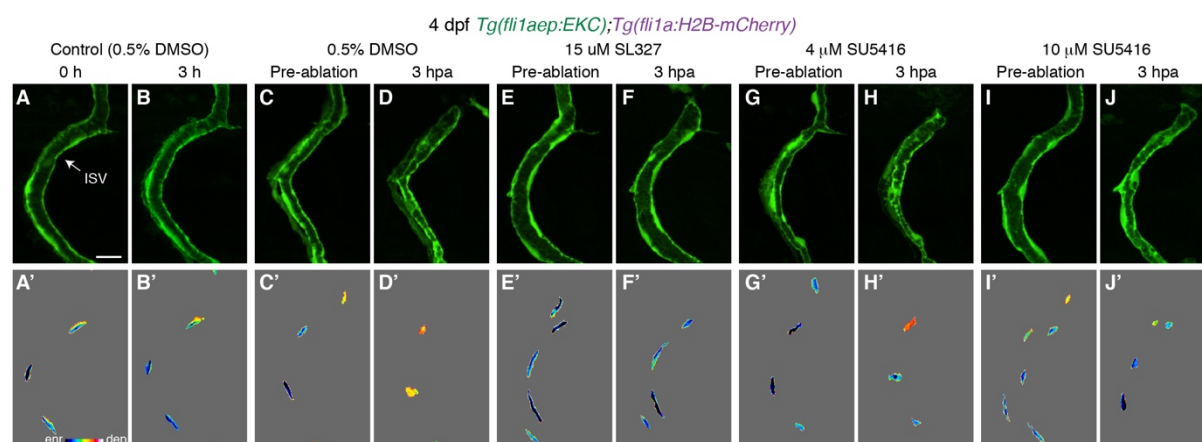 4 dpf Tg(fli1aep:EKC);Tg(fli1a:H2B-mCherry)
Control (0.5% DMSO) 0.5% DMSO 15 uM SL327 4 μM SU5416 10 μM SU5416
0 h 3 h Pre-ablation 3 hpa Pre-ablation 3 hpa Pre-ablation 3 hpa Pre-ablation 3 hpa
A B C D E F G H I J
ISV
A’ B’ C’ D’ E’ F’ G’ H’ I’ J’
enr dep